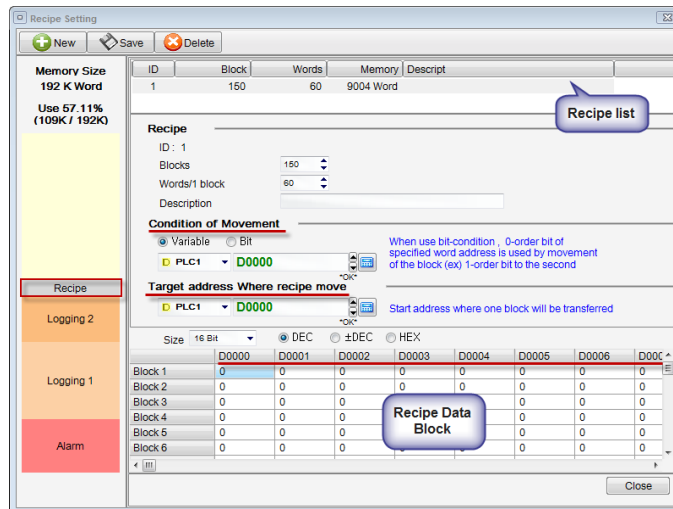 Recipe Setting
New Save Delete
Memory Size
192 K Word
Use 57.11%
(109K / 192K)
Recipe
Logging 2
Logging 1
Alarm
ID Block Words Memory Descript
1 150 60 9004 Word
Recipe list
Recipe
ID : 1
Blocks 150
Words/1 block 60
Description
Condition of Movement
Variable Bit
D PLC1 D0000
*OK*
When use bit-condition , 0-order bit of
specified word address is used by movement
of the block (ex) 1-order bit to the second
Target address Where recipe move
D PLC1 D0000
*OK*
Start address where one block will be transferred
Size 16 Bit DEC ±DEC HEX
D0000 D0001 D0002 D0003 D0004 D0005 D0006
Block 1 0 0 0 0 0 0 0 0
Block 2 0 0 0 0 0 0 0 0
Block 3 0 0 0 0 0 0
Block 4 0 0 0 0 0 0
Block 5 0 0 0 0 0 0
Block 6 0 0 0 0 0 0
Recipe Data
Block
Close